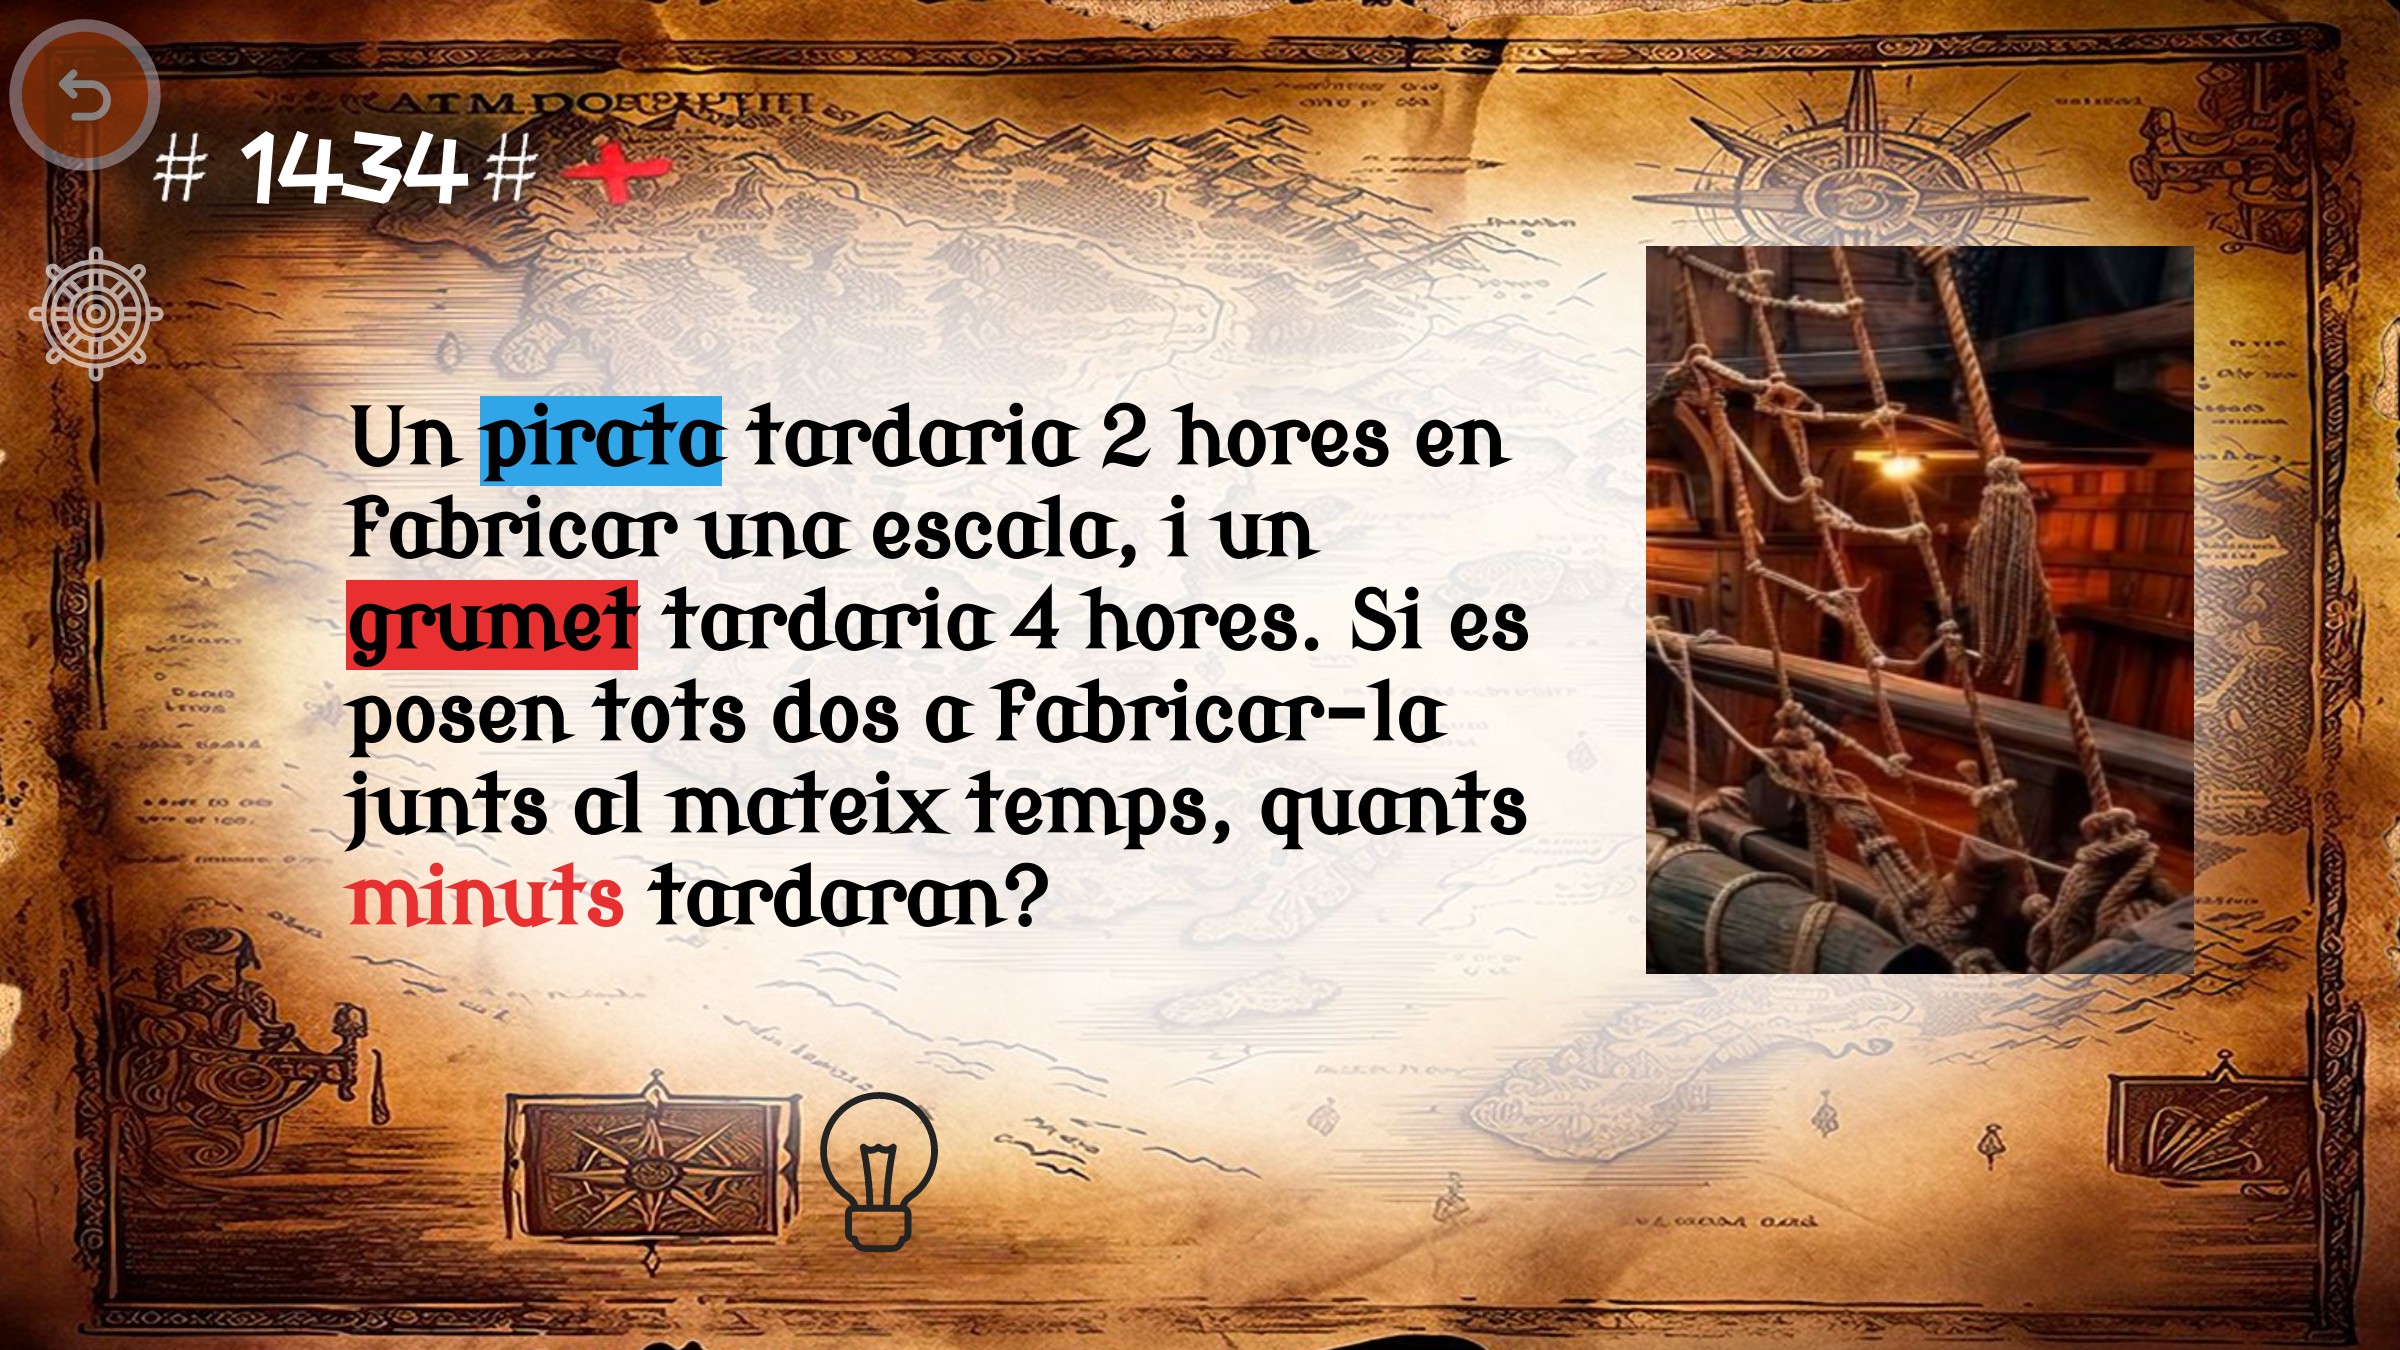 # 1434 #
Un pirata tardaria 2 hores en
fabricar una escala, i un
grumet tardaria 4 hores. Si es
posen tots dos a fabricar-la
junts al mateix temps, quants
minuts tardaran?